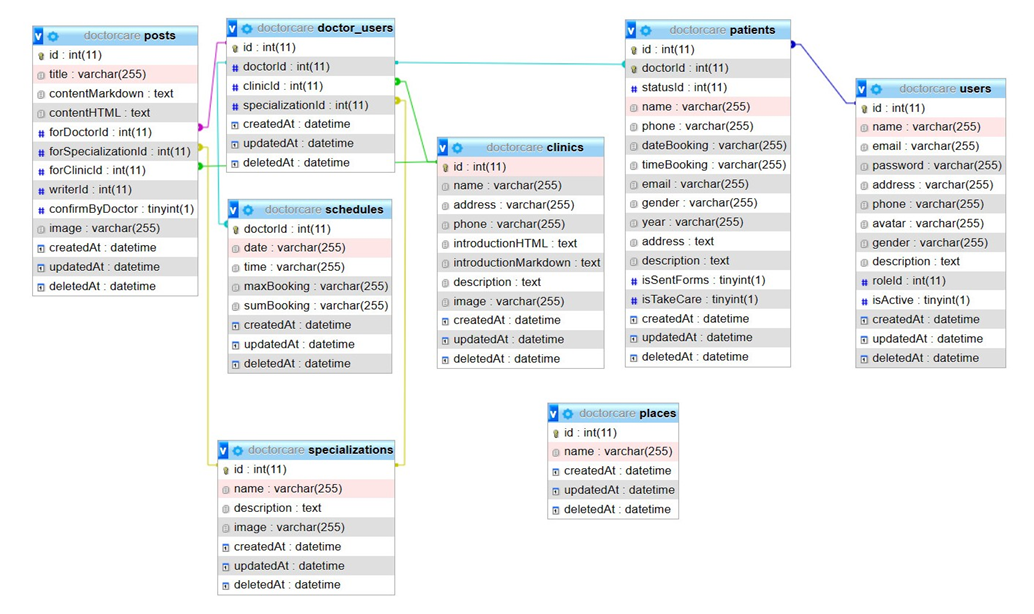 doctorcare posts
id : int(11)
title : varchar(255)
contentMarkdown : text
contentHTML : text
forDoctorId : int(11)
forSpecializationId : int(11)
forClinicId : int(11)
writerId : int(11)
confirmByDoctor : tinyint(1)
image : varchar(255)
createdAt : datetime
updatedAt : datetime
deletedAt : datetime
doctorcare doctor_users
id : int(11)
doctorId : int(11)
clinicId : int(11)
specializationId : int(11)
createdAt : datetime
updatedAt : datetime
deletedAt : datetime
doctorcare schedules
doctorId : int(11)
date : varchar(255)
time : varchar(255)
maxBooking : varchar(255)
sumBooking : varchar(255)
createdAt : datetime
updatedAt : datetime
deletedAt : datetime
doctorcare specializations
id : int(11)
name : varchar(255)
description : text
image : varchar(255)
createdAt : datetime
updatedAt : datetime
deletedAt : datetime
doctorcare clinics
id : int(11)
name : varchar(255)
address : varchar(255)
phone : varchar(255)
introductionHTML : text
introductionMarkdown : text
description : text
image : varchar(255)
createdAt : datetime
updatedAt : datetime
deletedAt : datetime
doctorcare patients
id : int(11)
doctorId : int(11)
statusId : int(11)
name : varchar(255)
phone : varchar(255)
dateBooking : varchar(255)
timeBooking : varchar(255)
email : varchar(255)
gender : varchar(255)
year : varchar(255)
address : text
description : text
isSentForms : tinyint(1)
isTakeCare : tinyint(1)
createdAt : datetime
updatedAt : datetime
deletedAt : datetime
doctorcare places
id : int(11)
name : varchar(255)
createdAt : datetime
updatedAt : datetime
deletedAt : datetime
doctorcare users
id : int(11)
name : varchar(255)
email : varchar(255)
password : varchar(255)
address : varchar(255)
phone : varchar(255)
avatar : varchar(255)
gender : varchar(255)
description : text
roleId : int(11)
isActive : tinyint(1)
createdAt : datetime
updatedAt : datetime
deletedAt : datetime